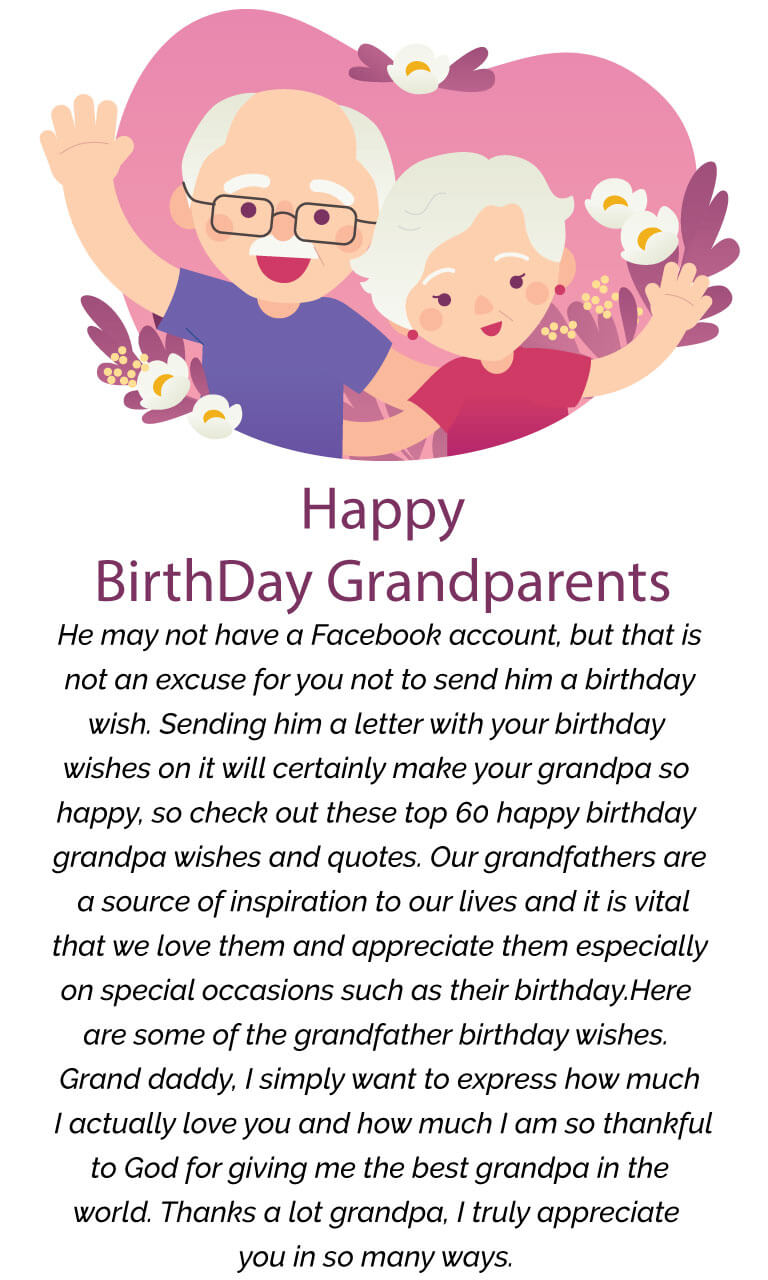 Happy
BirthDay Grandparents
He may not have a Facebook account, but that is
not an excuse for you not to send him a birthday
wish. Sending him a letter with your birthday
wishes on it will certainly make your grandpa so
happy, so check out these top 60 happy birthday
grandpa wishes and quotes. Our grandfathers are
a source of inspiration to our lives and it is vital
that we love them and appreciate them especially
on special occasions such as their birthday.Here
are some of the grandfather birthday wishes.
Grand daddy, I simply want to express how much
I actually love you and how much I am so thankful
to God for giving me the best grandpa in the
world. Thanks a lot grandpa, I truly appreciate
you in so many ways.